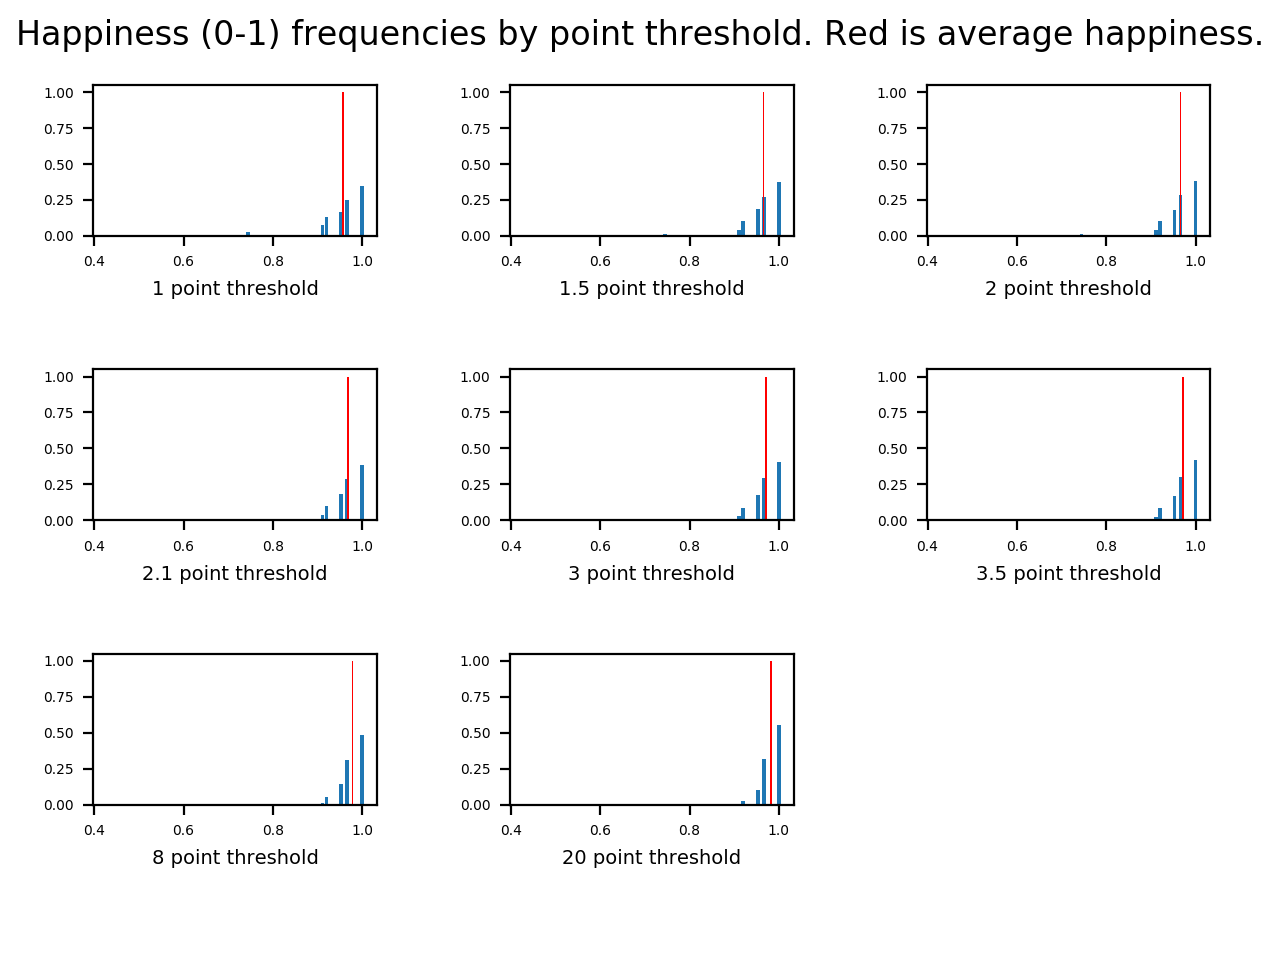 Happiness (0-1) frequencies by point threshold. Red is average happiness.
1.00 1.00 1.00
0.75 0.75 0.75
0.50 0.50 0.50
0.25 0.25 0.25
0.00 0.00 0.00
0.4 0.6 0.8 1.0 0.4 0.6 0.8 1.0 0.4 0.6 0.8 1.0
1 point threshold 1.5 point threshold 2 point threshold
1.00 1.00 1.00
0.75 0.75 0.75
0.50 0.50 0.50
0.25 0.25 0.25
0.00 0.00 0.00
0.4 0.6 0.8 1.0 0.4 0.6 0.8 1.0 0.4 0.6 0.8 1.0
2.1 point threshold 3 point threshold 3.5 point threshold
1.00 1.00
0.75 0.75
0.50 0.50
0.25 0.25
0.00 0.00
0.4 0.6 0.8 1.0 0.4 0.6 0.8 1.0
8 point threshold 20 point threshold